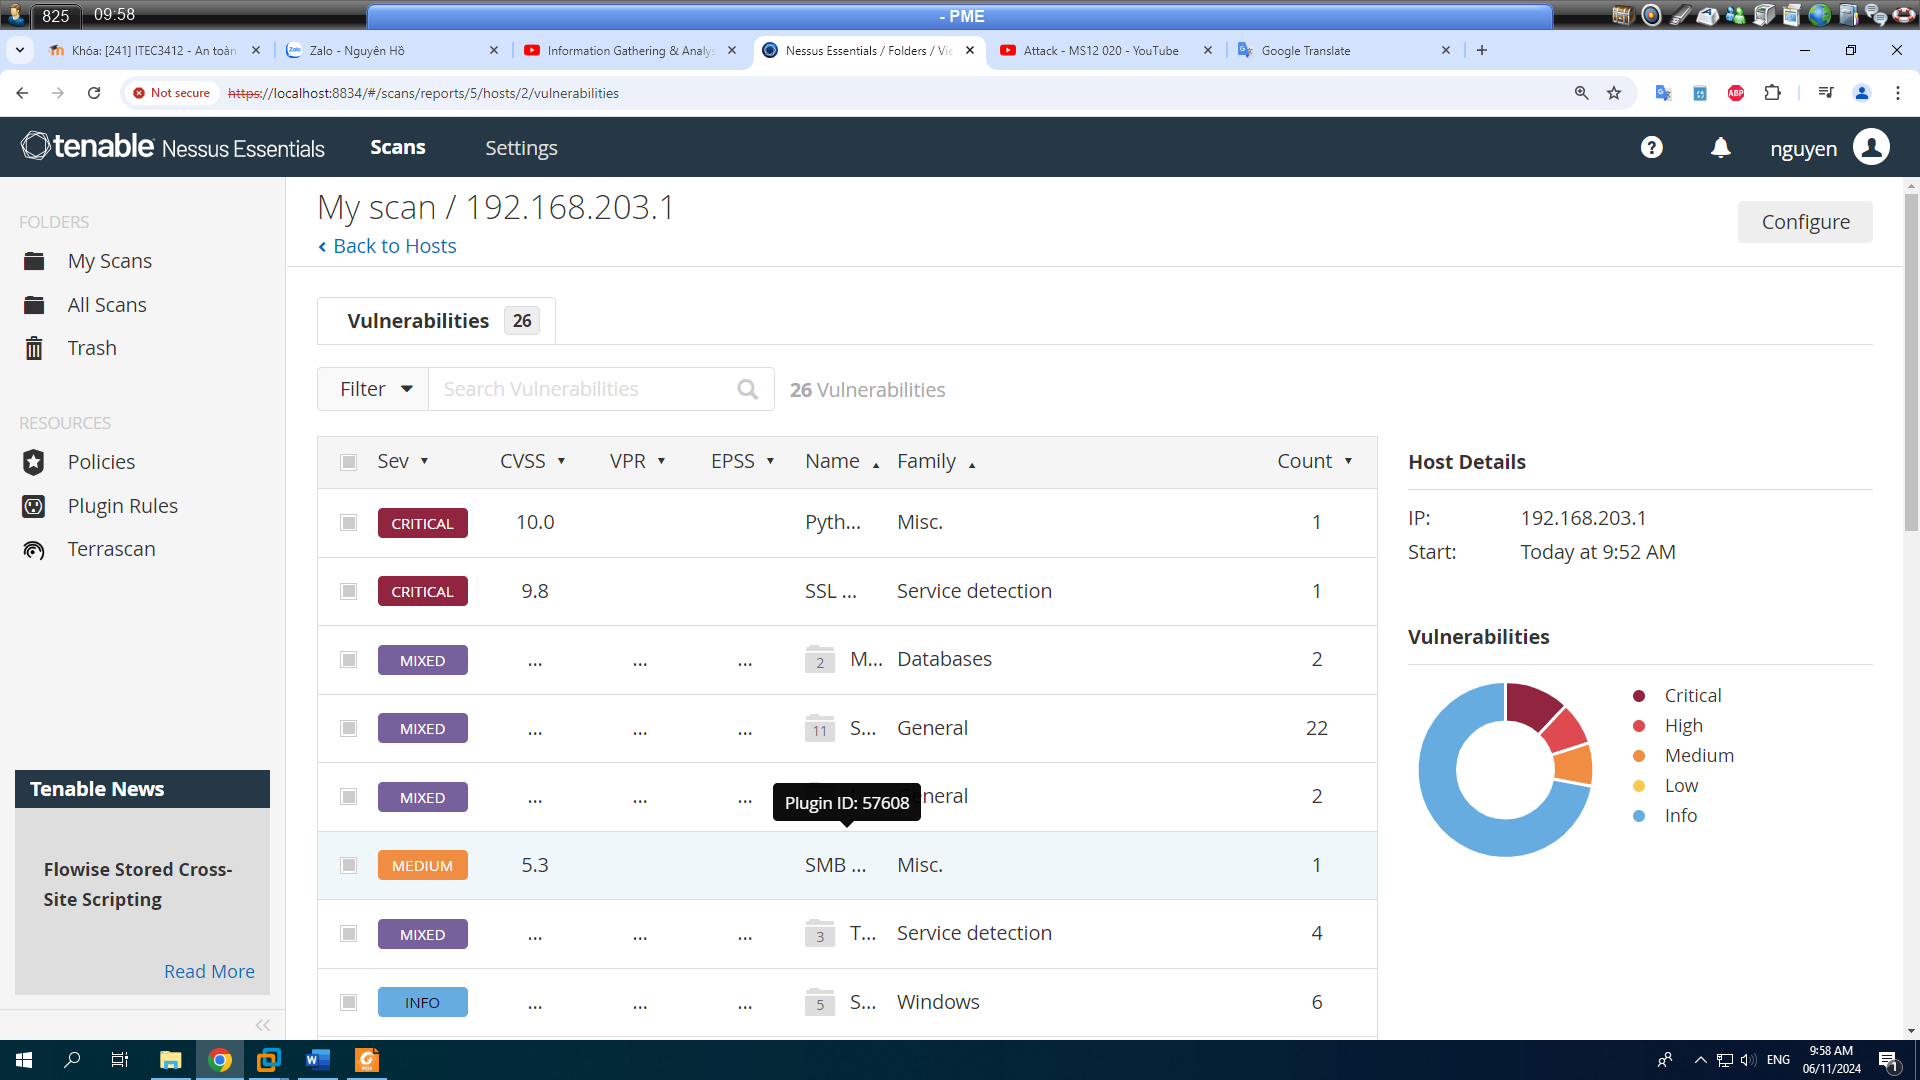 825
09:58
- PME
Khóa: [241] ITEC3412 - An toàn
Zalo - Nguyên Hồ
Information Gathering & Analys
Nessus Essentials / Folders / Vie
Attack - MS12 020 - YouTube
Google Translate
Not secure
https://localhost:8834/#/scans/reports/5/hosts/2/vulnerabilities
ABP
tenable Nessus Essentials
Scans
Settings
nguyen
FOLDERS
My Scans
All Scans
Trash
RESOURCES
Policies
Plugin Rules
Terrascan
Tenable News
Flowise Stored Cross-
Site Scripting
Read More
My scan / 192.168.203.1
Back to Hosts
Configure
Vulnerabilities 26
Filter
Search Vulnerabilities
26 Vulnerabilities
Sev CVSS VPR EPSS Name Family Count
CRITICAL 10.0 Pyth... Misc. 1
CRITICAL 9.8 SSL ... Service detection 1
MIXED ... ... ... 2 M... Databases 2
MIXED ... ... ... 11 S... General 22
MIXED ... ... ... eneral 2
Plugin ID: 57608
MEDIUM 5.3 SMB ... Misc. 1
MIXED ... ... ... 3 T... Service detection 4
INFO ... ... ... 5 S... Windows 6
Host Details
IP: 192.168.203.1
Start: Today at 9:52 AM
Vulnerabilities
Critical
High
Medium
Low
Info
ENG
9:58 AM
06/11/2024
1